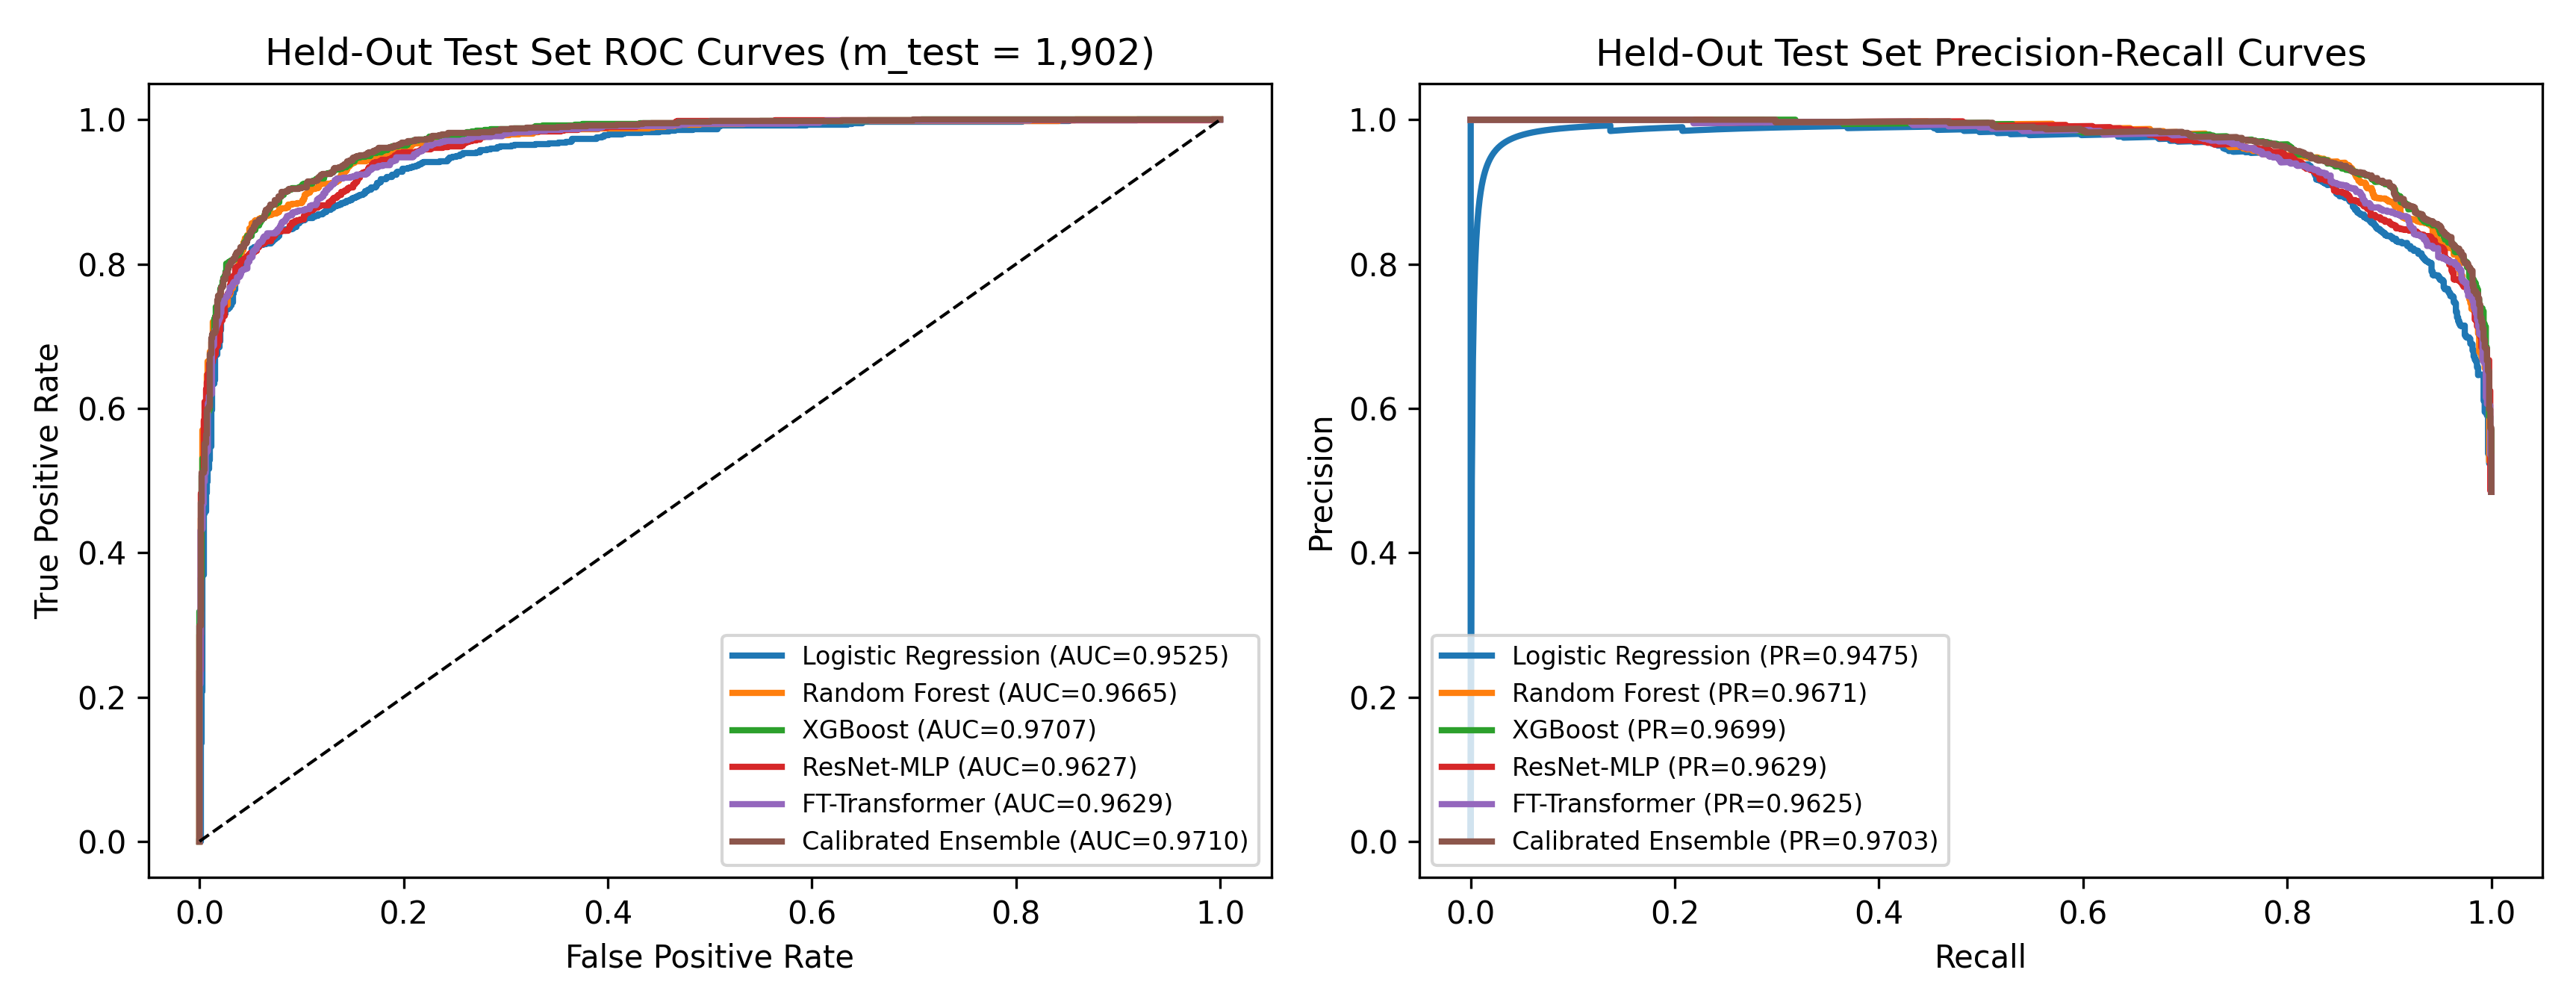 Held-Out Test Set ROC Curves (m_test = 1,902)
True Positive Rate
1.0
0.8
0.6
0.4
0.2
0.0
0.0 0.2 0.4 0.6 0.8 1.0
False Positive Rate
Logistic Regression (AUC=0.9525)
Random Forest (AUC=0.9665)
XGBoost (AUC=0.9707)
ResNet-MLP (AUC=0.9627)
FT-Transformer (AUC=0.9629)
Calibrated Ensemble (AUC=0.9710)
Held-Out Test Set Precision-Recall Curves
Precision
1.0
0.8
0.6
0.4
0.2
0.0
0.0 0.2 0.4 0.6 0.8 1.0
Recall
Logistic Regression (PR=0.9475)
Random Forest (PR=0.9671)
XGBoost (PR=0.9699)
ResNet-MLP (PR=0.9629)
FT-Transformer (PR=0.9625)
Calibrated Ensemble (PR=0.9703)